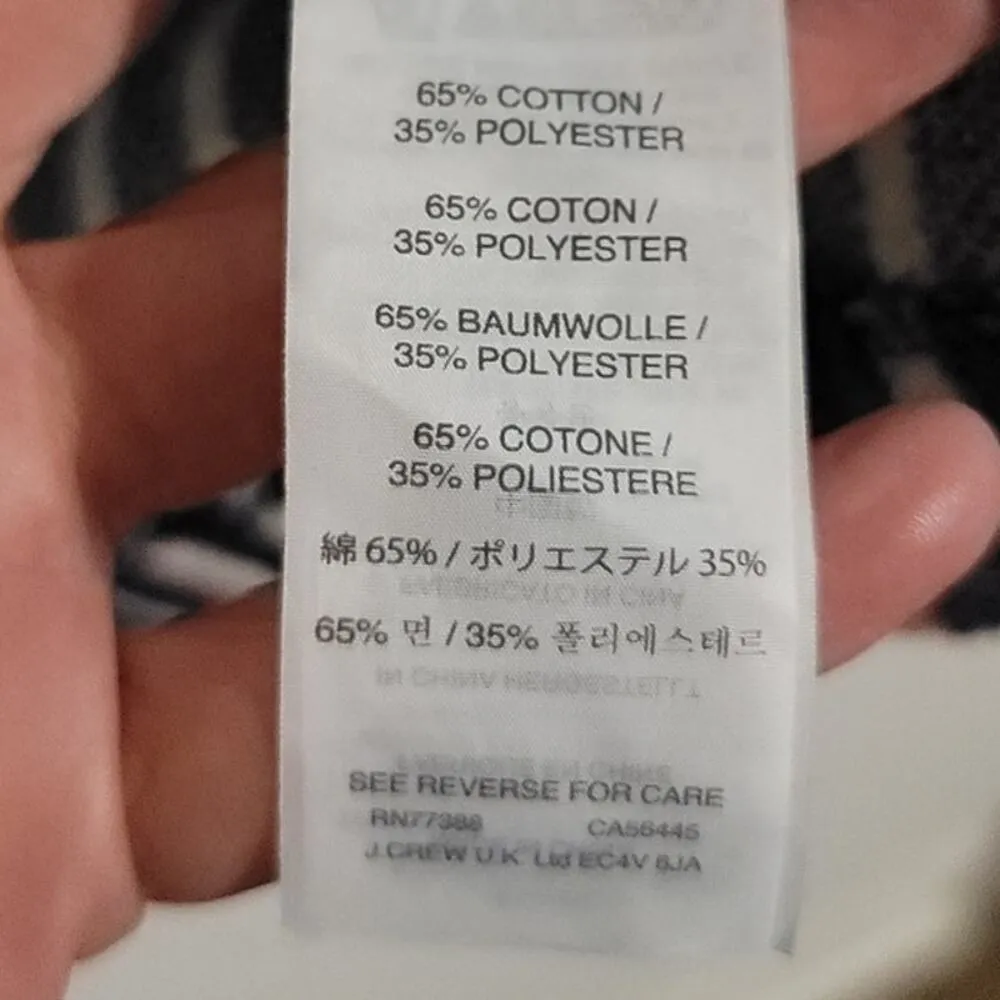 65% COTTON /
35% POLYESTER
65% COTON /
35% POLYESTER
65% BAUMWOLLE /
35% POLYESTER
65% COTONE /
35% POLIESTERE
綿 65% / ポリエステル 35%
65% 면 / 35% 폴리에스테르
SEE REVERSE FOR CARE
RN77388 CA56445
J.CREW U.K. Ltd EC4V 6JA